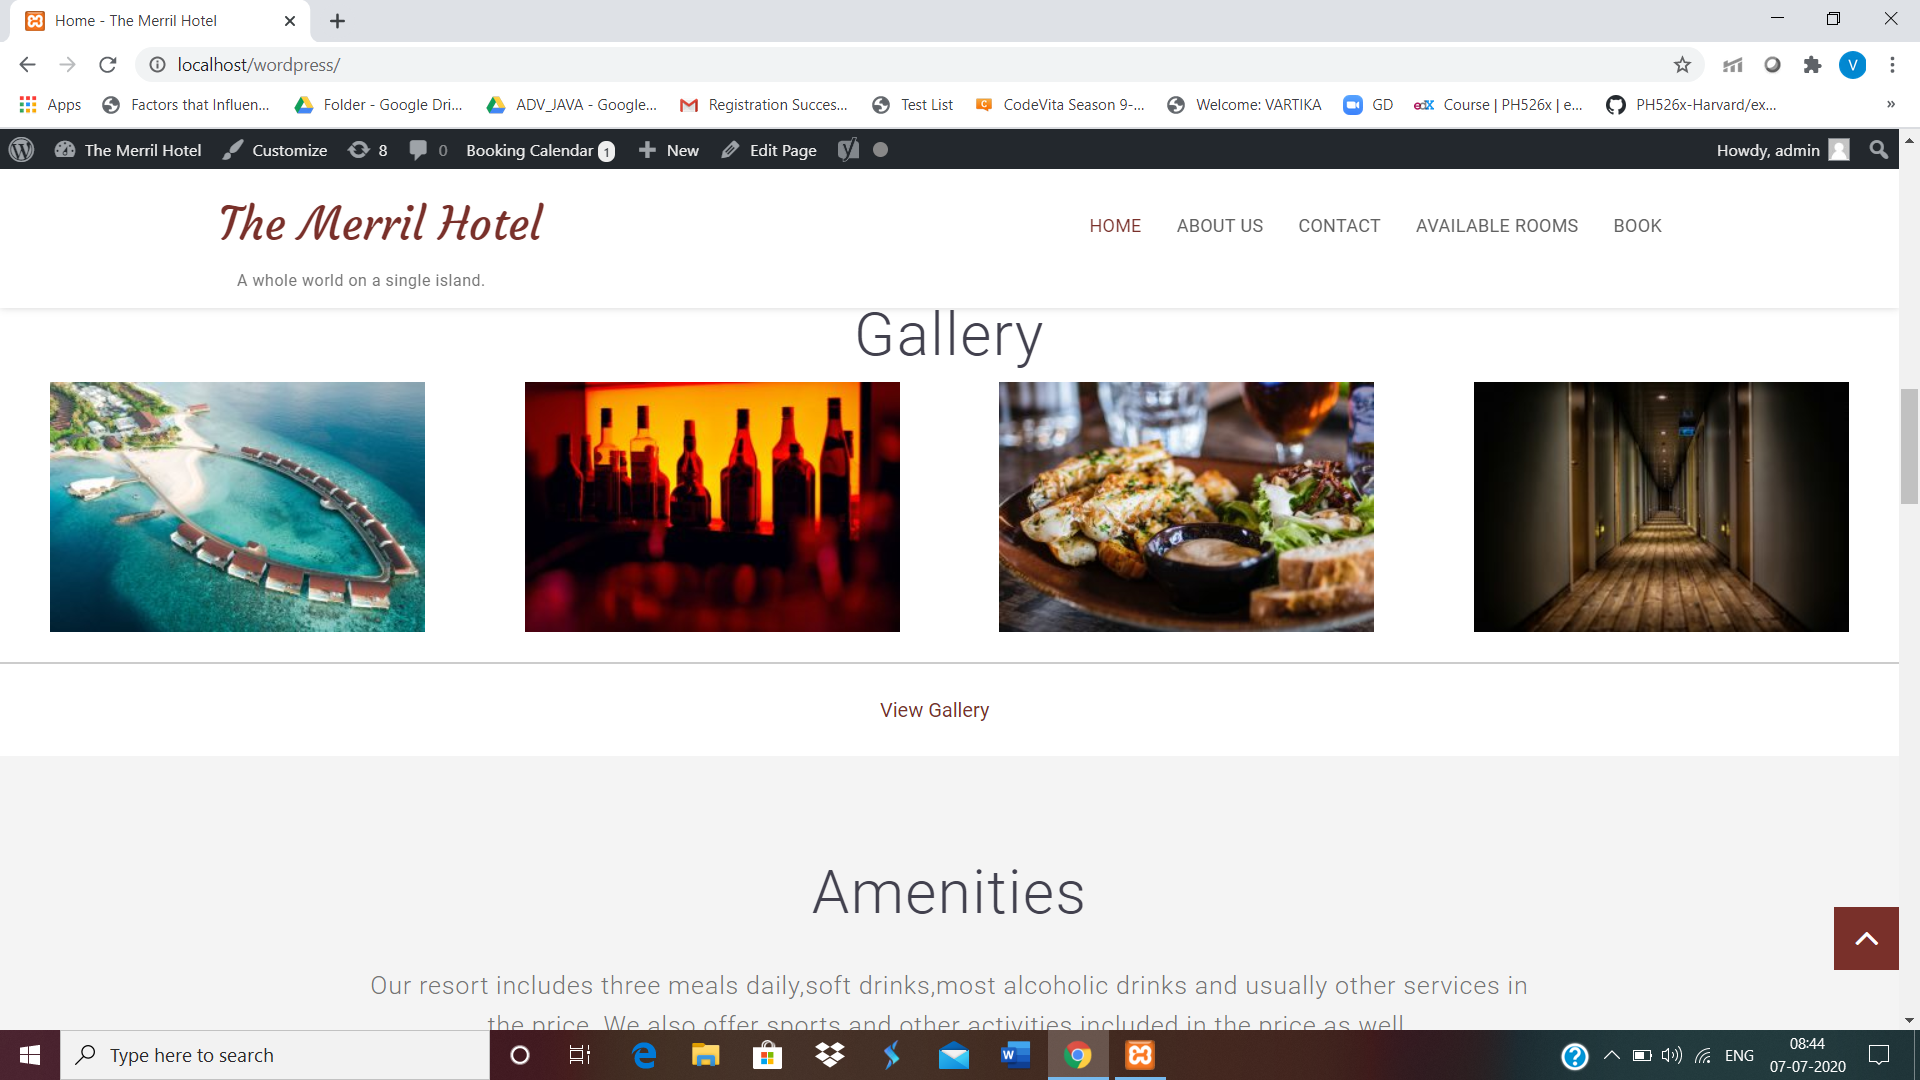 Home - The Merril Hotel
localhost/wordpress/
Apps Factors that Influen... Folder - Google Dri... ADV_JAVA - Google... Registration Succes... Test List CodeVita Season 9-... Welcome: VARTIKA GD edX Course | PH526x | e... PH526x-Harvard/ex... »
The Merril Hotel Customize 8 0 Booking Calendar 1 New Edit Page Howdy, admin
The Merril Hotel
HOME ABOUT US CONTACT AVAILABLE ROOMS BOOK
A whole world on a single island.
Gallery
View Gallery
Amenities
Our resort includes three meals daily,soft drinks,most alcoholic drinks and usually other services in
the price. We also offer sports and other activities included in the price as well.
Type here to search
ENG
08:44
07-07-2020
V